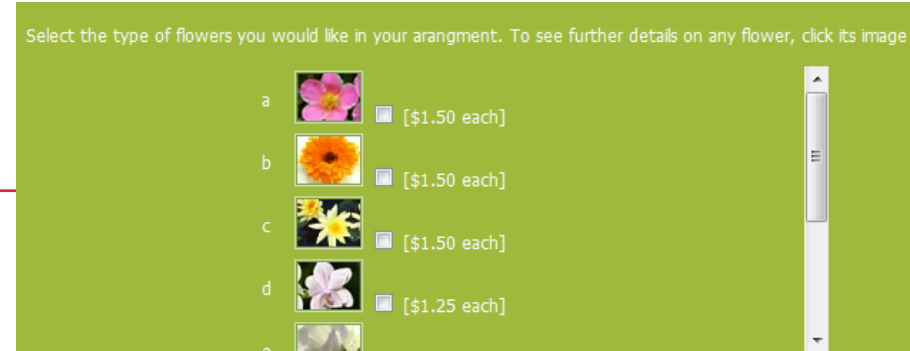 Select the type of flowers you would like in your arangment. To see further details on any flower, click its image
a [$1.50 each]
b [$1.50 each]
c [$1.50 each]
d [$1.25 each]